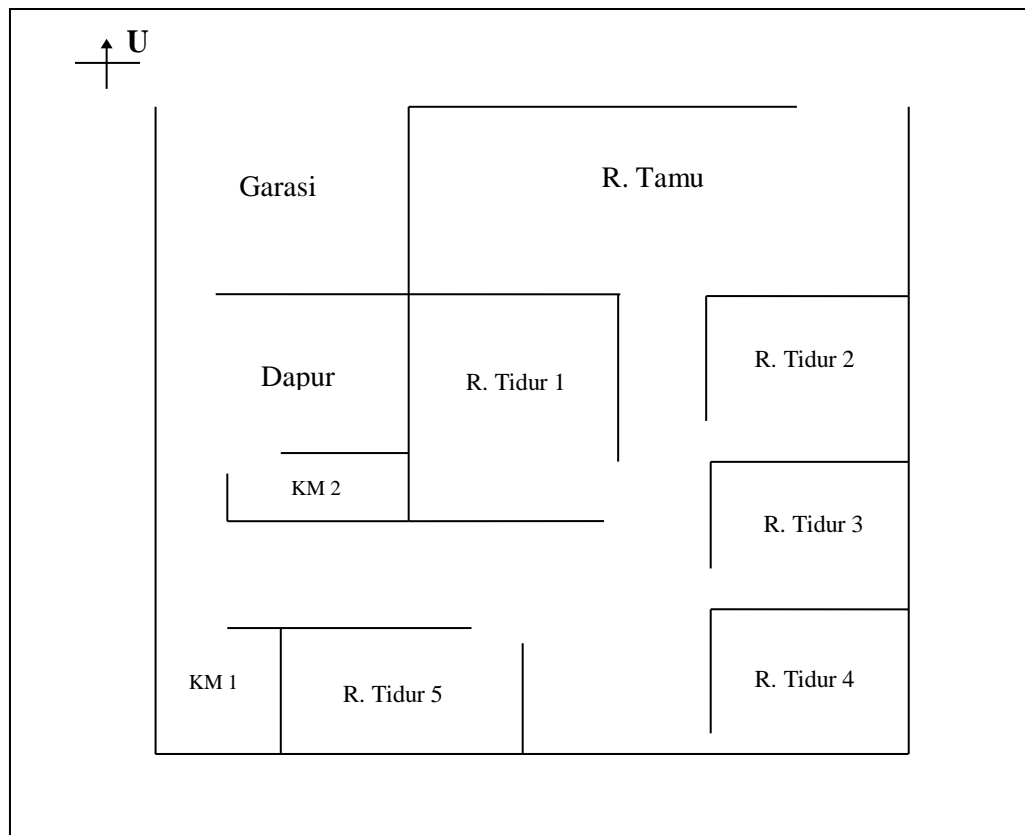 U
Garasi
R. Tamu
Dapur
R. Tidur 1
R. Tidur 2
KM 2
R. Tidur 3
KM 1
R. Tidur 5
R. Tidur 4